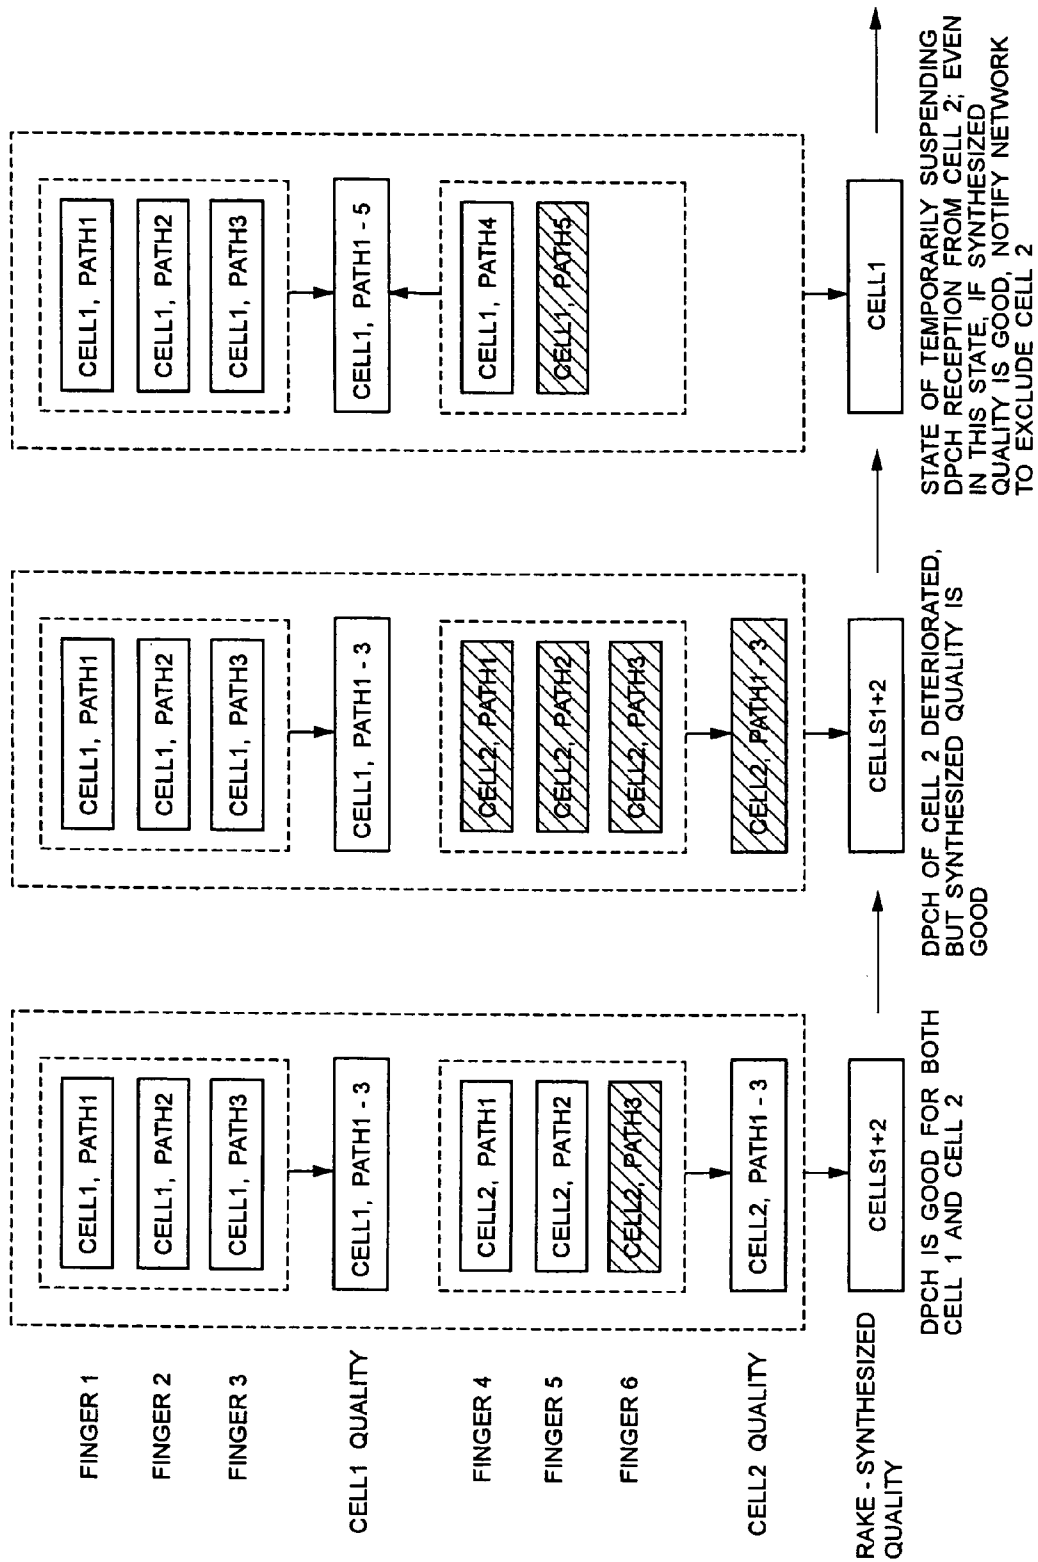 FINGER 1
FINGER 2
FINGER 3
CELL1 QUALITY
FINGER 4
FINGER 5
FINGER 6
CELL2 QUALITY
RAKE - SYNTHESIZED
QUALITY
CELL1, PATH1
CELL1, PATH2
CELL1, PATH3
CELL1, PATH1 - 3
CELL2, PATH1
CELL2, PATH2
CELL2, PATH3
CELL2, PATH1 - 3
CELLS1+2
DPCH IS GOOD FOR BOTH
CELL 1 AND CELL 2
CELL1, PATH1
CELL1, PATH2
CELL1, PATH3
CELL1, PATH1 - 3
CELL2, PATH1
CELL2, PATH2
CELL2, PATH3
CELL2, PATH1 - 3
CELLS1+2
DPCH OF CELL 2 DETERIORATED,
BUT SYNTHESIZED QUALITY IS
GOOD
CELL1, PATH1
CELL1, PATH2
CELL1, PATH3
CELL1, PATH1 - 5
CELL1, PATH4
CELL1, PATH5
CELL1
STATE OF TEMPORARILY SUSPENDING
DPCH RECEPTION FROM CELL 2; EVEN
IN THIS STATE, IF SYNTHESIZED
QUALITY IS GOOD, NOTIFY NETWORK
TO EXCLUDE CELL 2